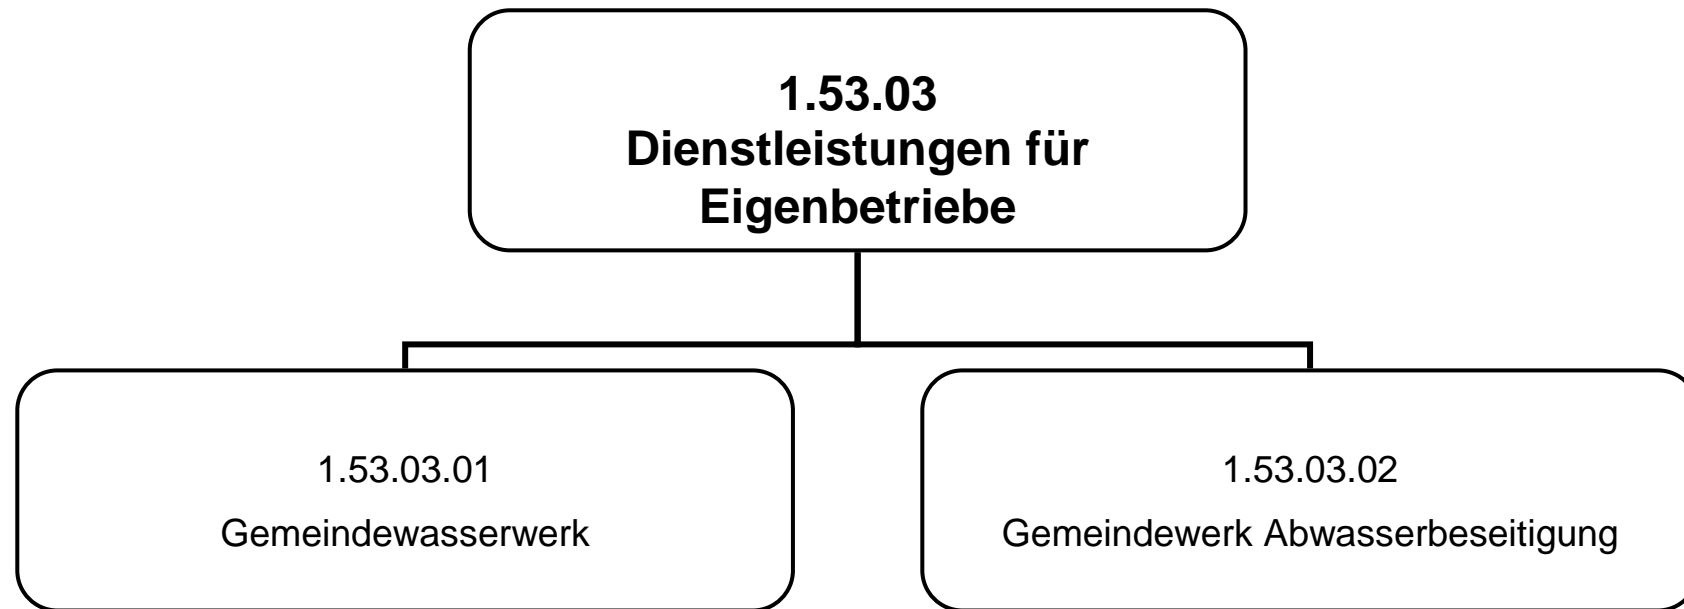 1.53.03
Dienstleistungen für
Eigenbetriebe
1.53.03.01
Gemeindewasserwerk
1.53.03.02
Gemeindewerk Abwasserbeseitigung